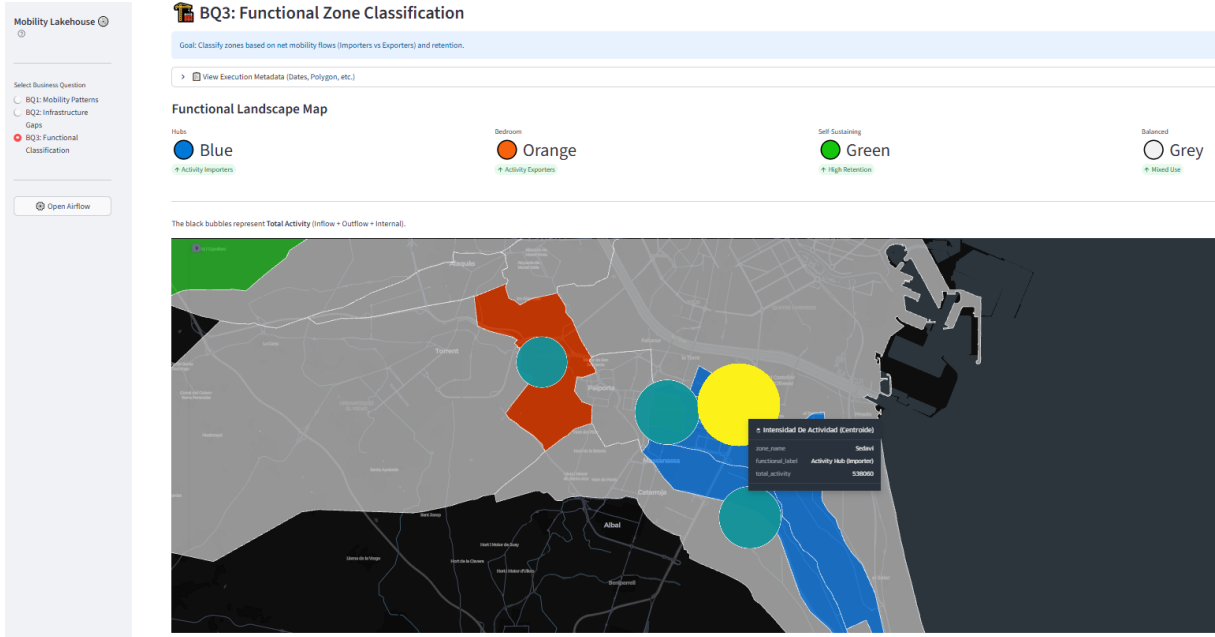 Mobility Lakehouse
Select Business Question
BQ1: Mobility Patterns
BQ2: Infrastructure
Gaps
BQ3: Functional
Classification
Open Airflow
BQ3: Functional Zone Classification
Goal: Classify zones based on net mobility flows (Importers vs Exporters) and retention.
View Execution Metadata (Dates, Polygon, etc.)
Functional Landscape Map
Hubs
Blue
↑ Activity Importers
Bedroom
Orange
↑ Activity Exporters
Self Sustaining
Green
↑ High Retention
Balanced
Grey
↑ Mixed Use
The black bubbles represent Total Activity (Inflow + Outflow + Internal).
Alaquàs
Torrent
Paiporta
Massanassa
Catarroja
Albal
Beniparrell
Intensidad De Actividad (Centroide)
zone_name Sedaví
functional_label Activity Hub (Importer)
total_activity 538060